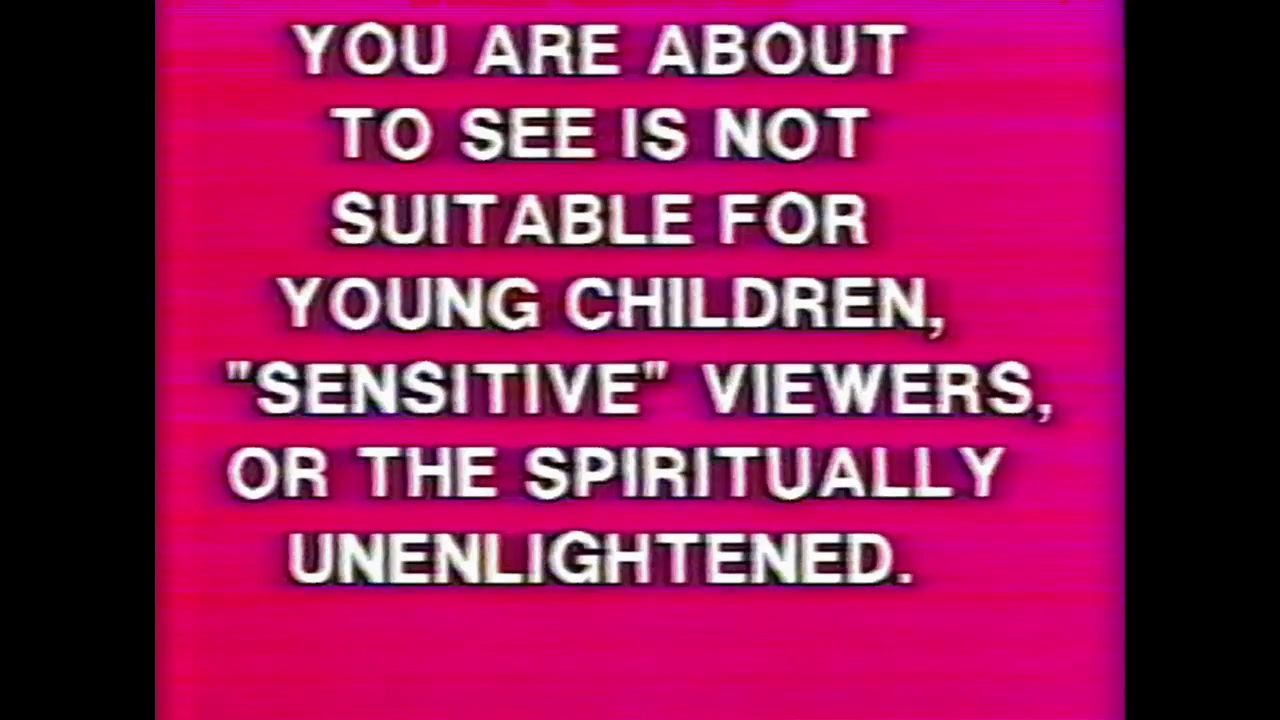 YOU ARE ABOUT
TO SEE IS NOT
SUITABLE FOR
YOUNG CHILDREN,
"SENSITIVE" VIEWERS,
OR THE SPIRITUALLY
UNENLIGHTENED.